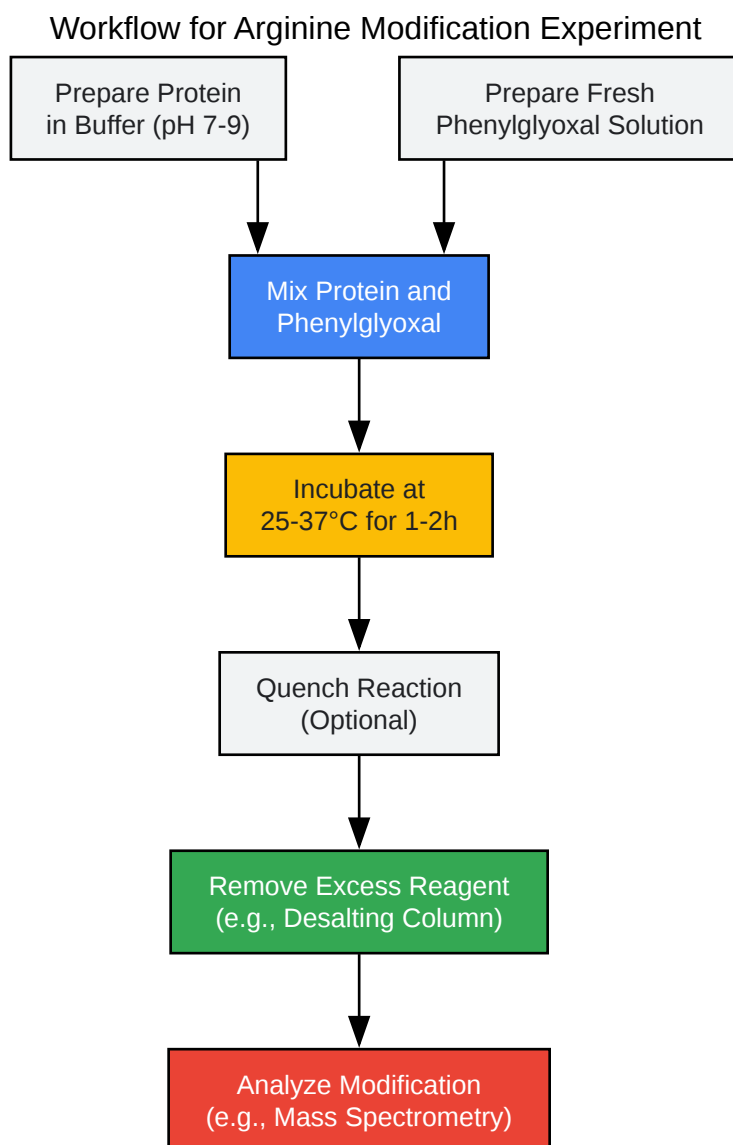 Workflow for Arginine Modification Experiment
Prepare Protein
in Buffer (pH 7-9)
Prepare Fresh
Phenylglyoxal Solution
Mix Protein and
Phenylglyoxal
Incubate at
25-37°C for 1-2h
Quench Reaction
(Optional)
Remove Excess Reagent
(e.g., Desalting Column)
Analyze Modification
(e.g., Mass Spectrometry)